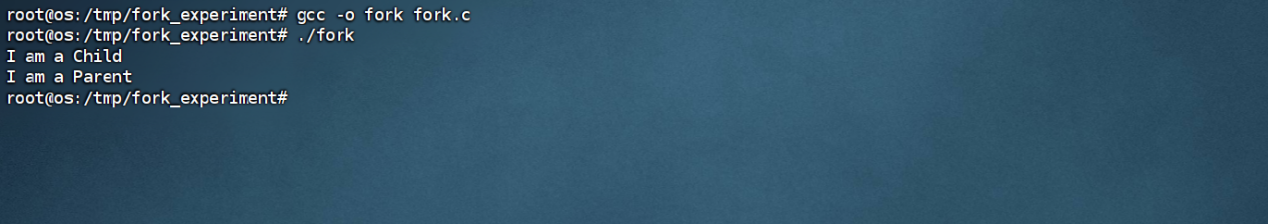 root@os:/tmp/fork_experiment# gcc -o fork fork.c
root@os:/tmp/fork_experiment# ./fork
I am a Child
I am a Parent
root@os:/tmp/fork_experiment#